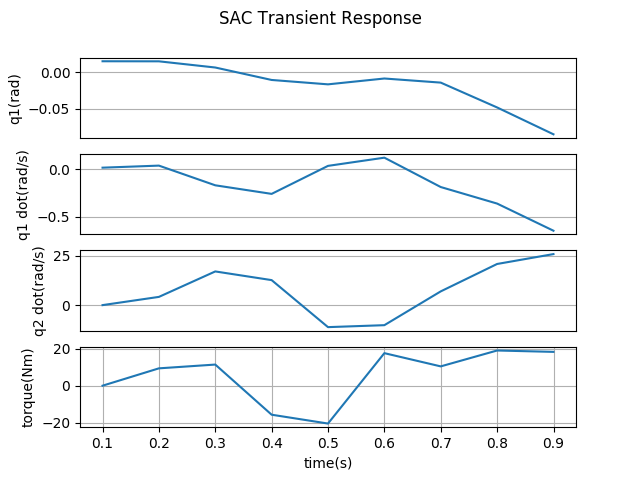 SAC Transient Response
0.00
−0.05
q1(rad)
0.0
−0.5
q1 dot(rad/s)
25
0
q2 dot(rad/s)
20
0
−20
torque(Nm)
0.1 0.2 0.3 0.4 0.5 0.6 0.7 0.8 0.9
time(s)